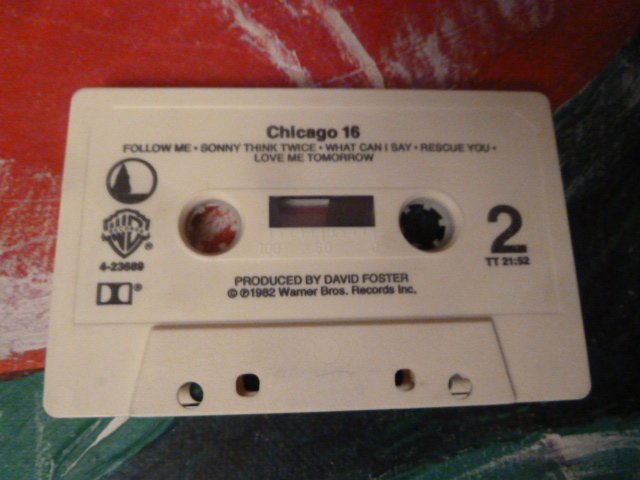 Chicago 16
FOLLOW ME • SONNY THINK TWICE • WHAT CAN I SAY • RESCUE YOU •
LOVE ME TOMORROW
4-23689
2
TT 21:52
PRODUCED BY DAVID FOSTER
© ℗1982 Warner Bros. Records Inc.